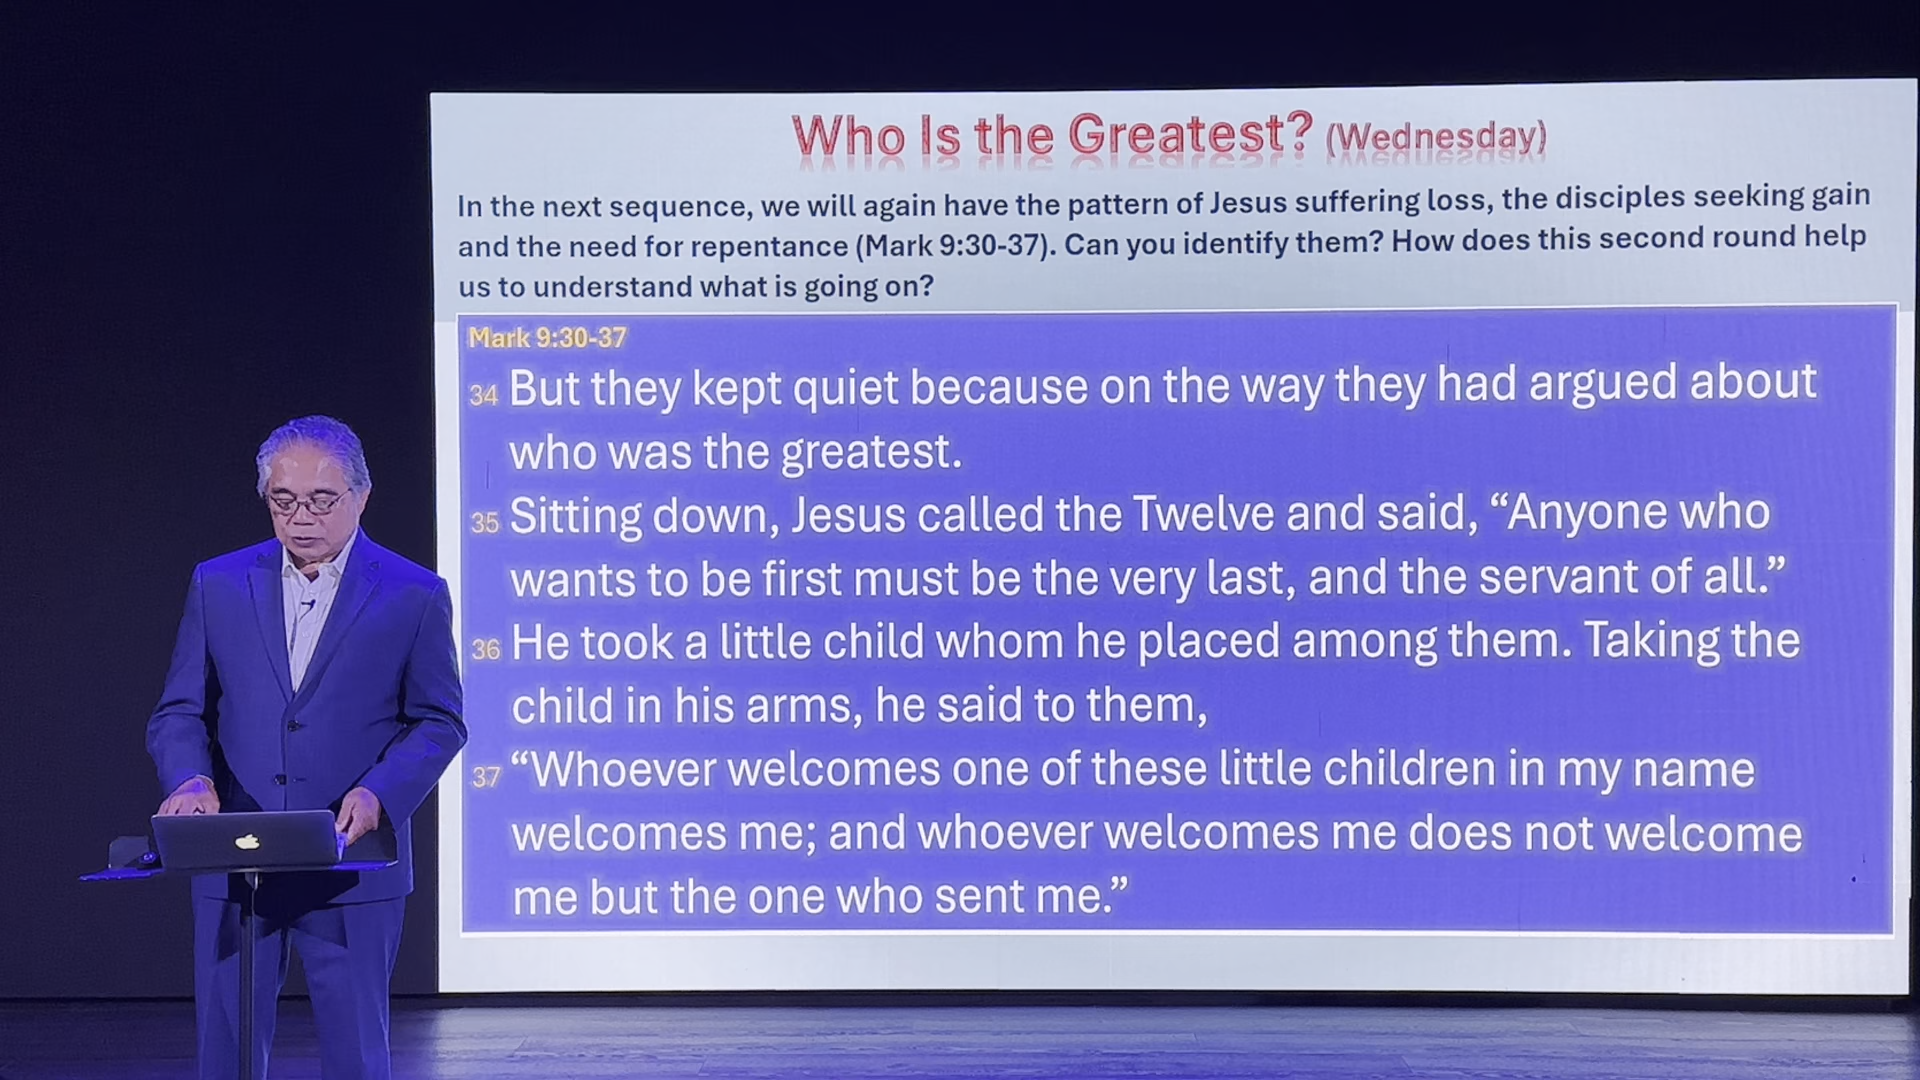 Who Is the Greatest? (Wednesday)
In the next sequence, we will again have the pattern of Jesus suffering loss, the disciples seeking gain
and the need for repentance (Mark 9:30-37). Can you identify them? How does this second round help
us to understand what is going on?
Mark 9:30-37
34 But they kept quiet because on the way they had argued about
who was the greatest.
35 Sitting down, Jesus called the Twelve and said, “Anyone who
wants to be first must be the very last, and the servant of all.”
36 He took a little child whom he placed among them. Taking the
child in his arms, he said to them,
37 “Whoever welcomes one of these little children in my name
welcomes me; and whoever welcomes me does not welcome
me but the one who sent me.”